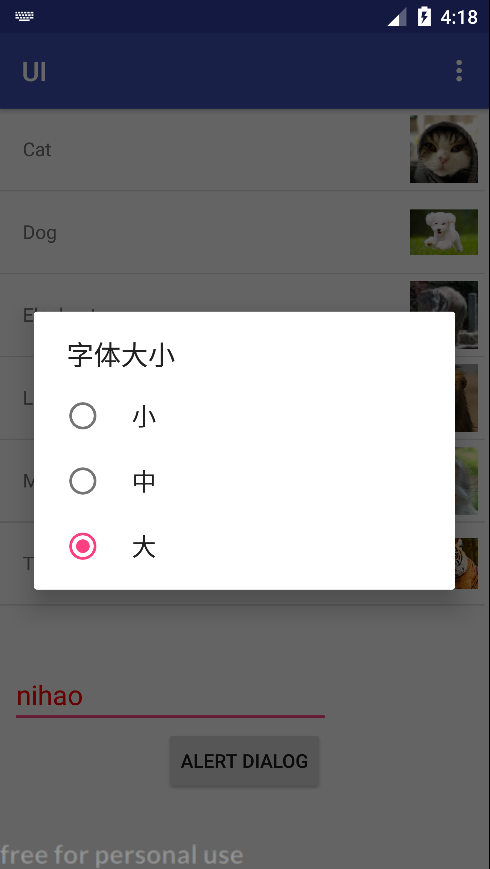 4:18
UI
Cat
Dog
字体大小
小
中
大
nihao
ALERT DIALOG
free for personal use